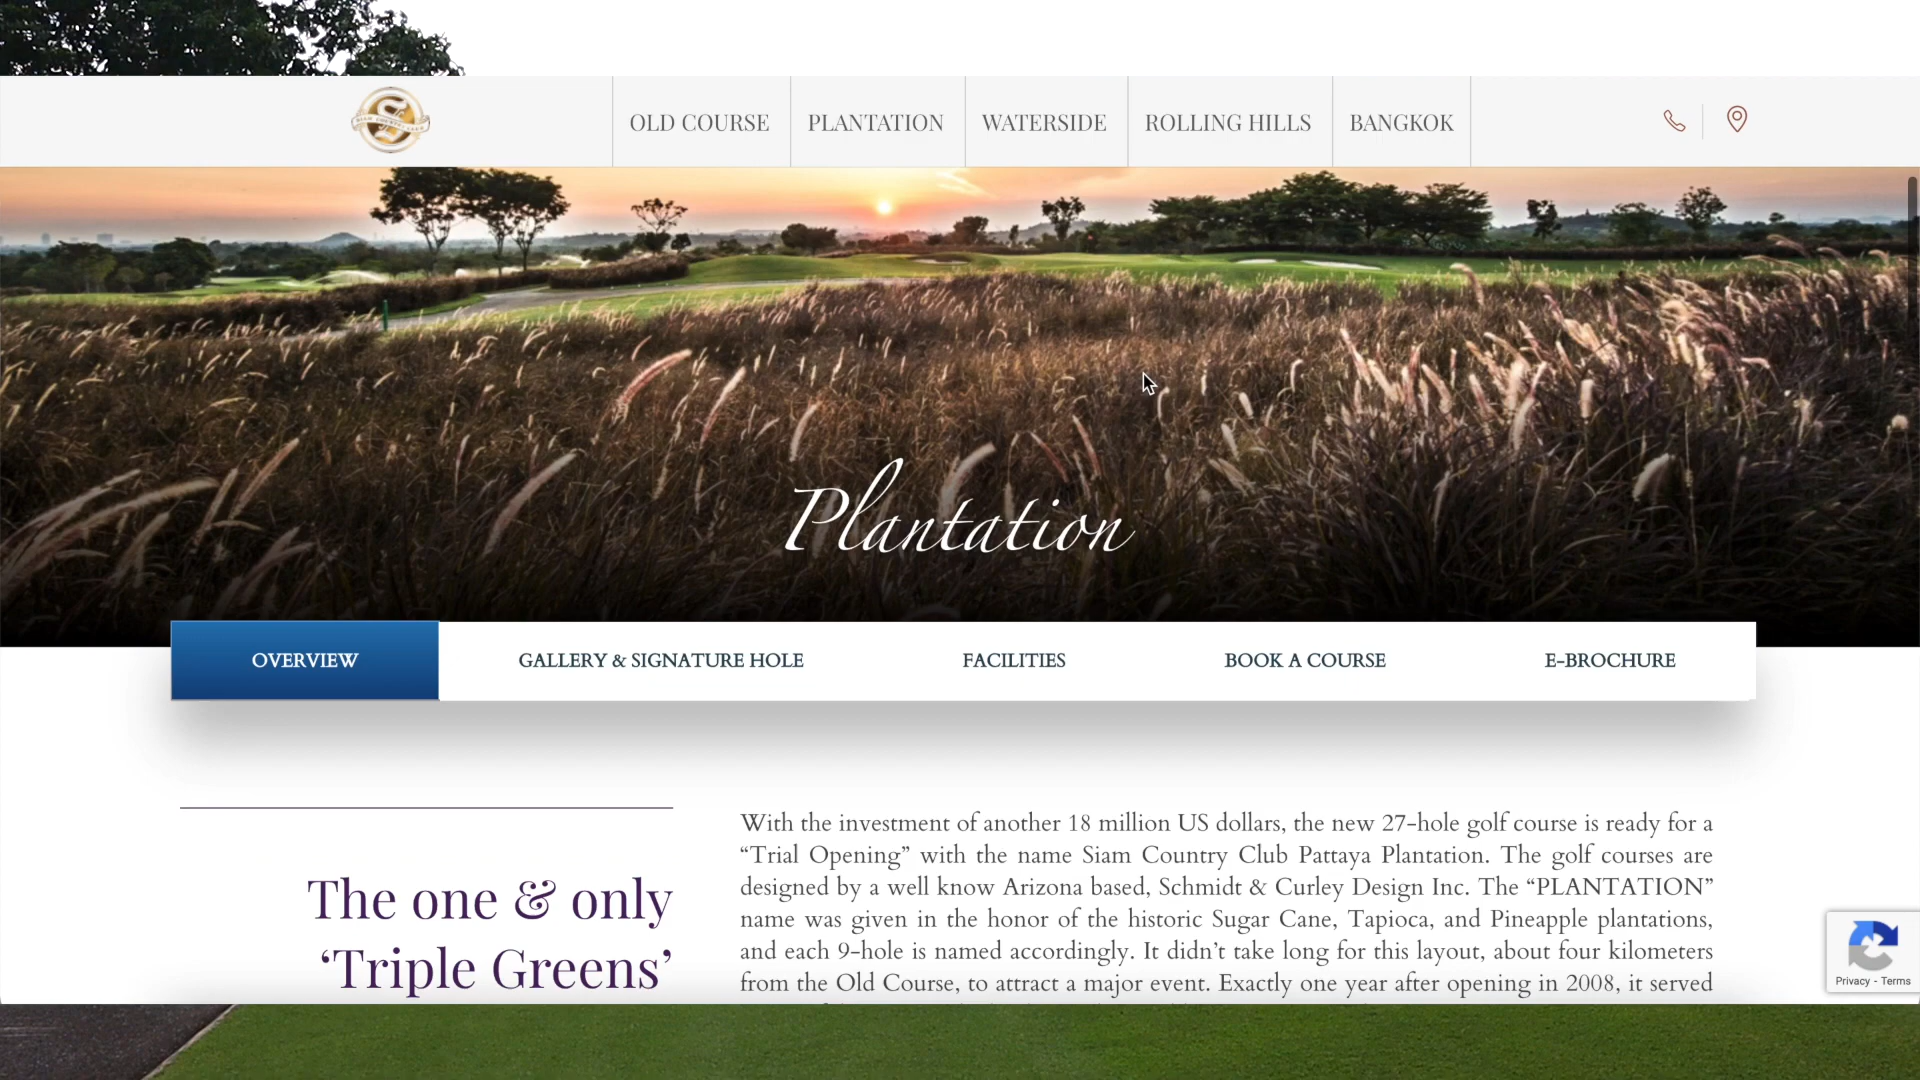 OLD COURSE
PLANTATION
WATERSIDE
ROLLING HILLS
BANGKOK
Plantation
OVERVIEW
GALLERY & SIGNATURE HOLE
FACILITIES
BOOK A COURSE
E-BROCHURE
The one & only
‘Triple Greens’
With the investment of another 18 million US dollars, the new 27-hole golf course is ready for a
“Trial Opening” with the name Siam Country Club Pattaya Plantation. The golf courses are
designed by a well know Arizona based, Schmidt & Curley Design Inc. The “PLANTATION”
name was given in the honor of the historic Sugar Cane, Tapioca, and Pineapple plantations,
and each 9-hole is named accordingly. It didn’t take long for this layout, about four kilometers
from the Old Course, to attract a major event. Exactly one year after opening in 2008, it served
Privacy - Terms